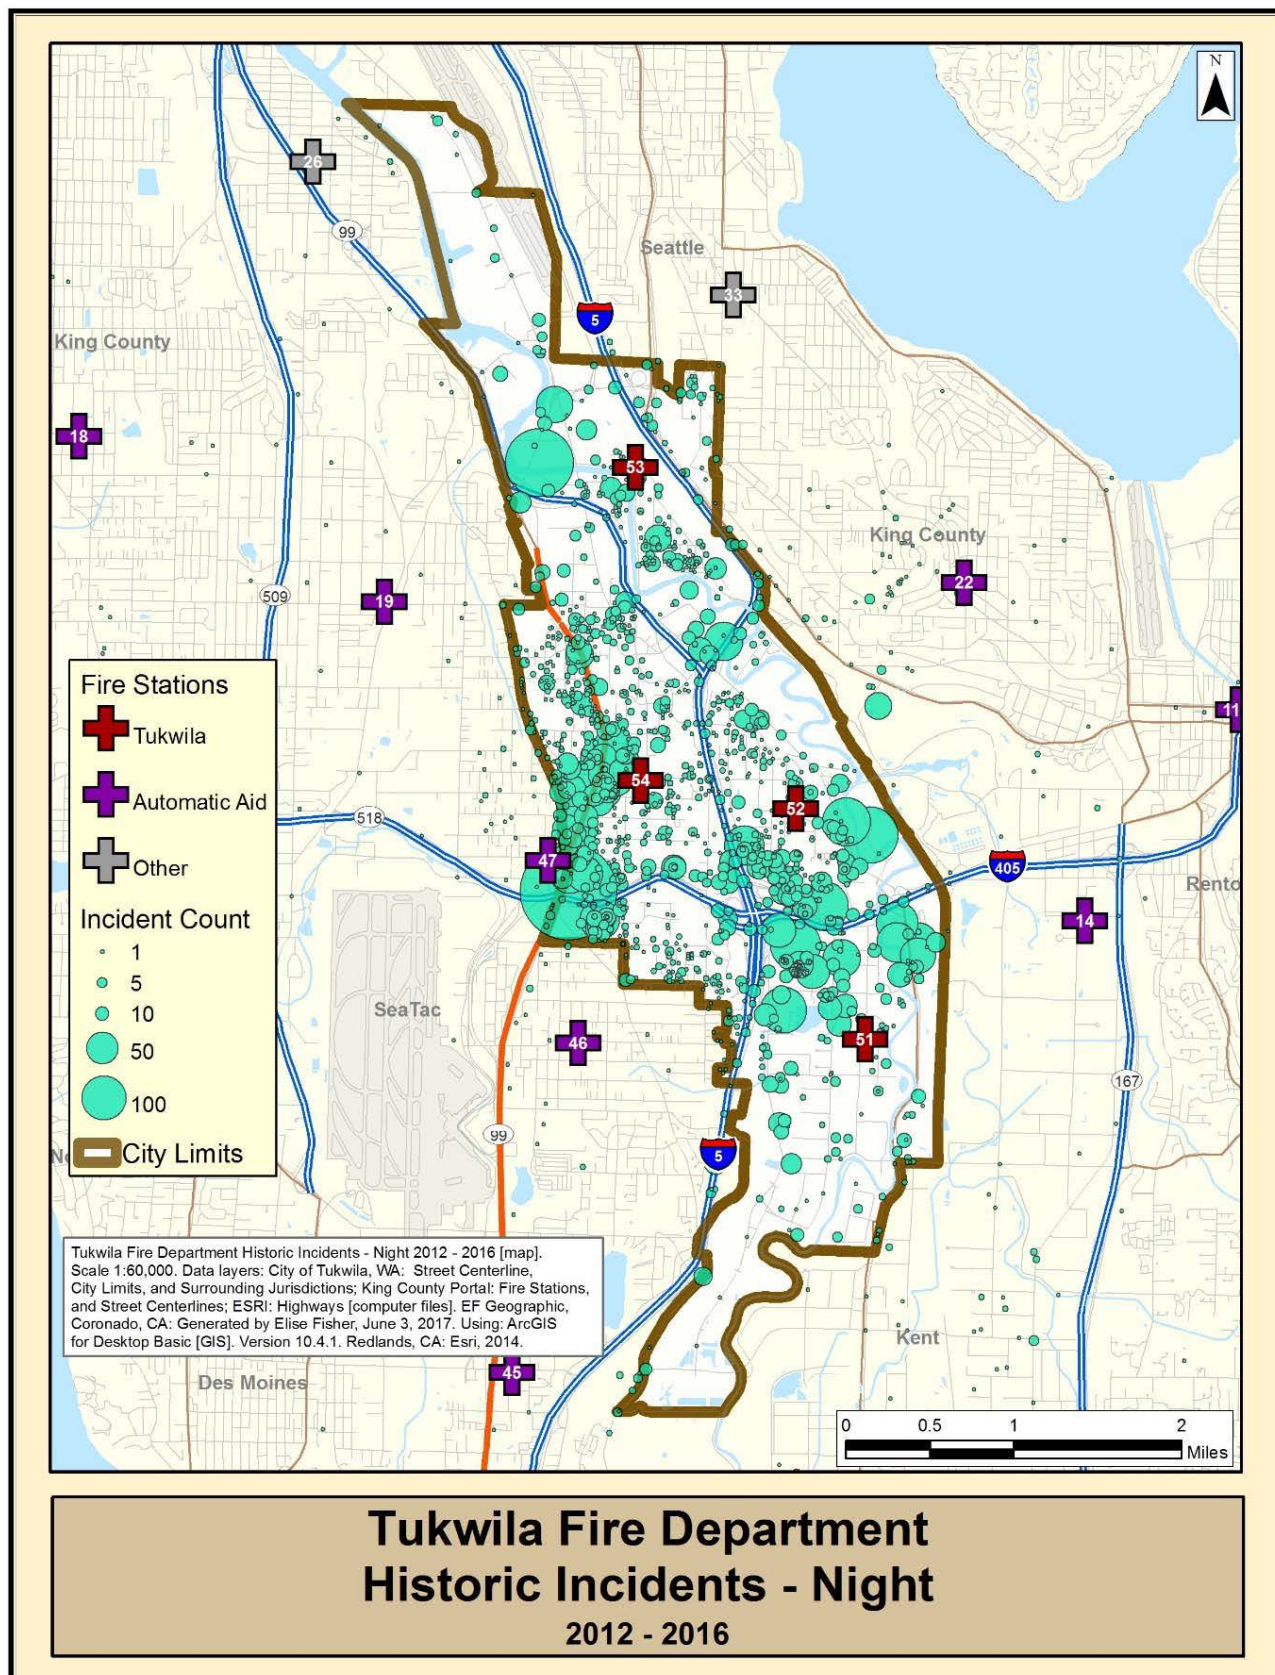 N
26
99
Seattle
33
5
King County
18
53
King County
22
509
19
Fire Stations
Tukwila
Automatic Aid
Other
Incident Count
1
5
10
50
100
City Limits
11
54
52
518
47
405
Rento
14
SeaTac
46
51
167
99
5
Tukwila Fire Department Historic Incidents - Night 2012 - 2016 [map].
Scale 1:60,000. Data layers: City of Tukwila, WA: Street Centerline,
City Limits, and Surrounding Jurisdictions; King County Portal: Fire Stations,
and Street Centerlines; ESRI: Highways [computer files]. EF Geographic,
Coronado, CA: Generated by Elise Fisher, June 3, 2017. Using: ArcGIS
for Desktop Basic [GIS]. Version 10.4.1. Redlands, CA: Esri, 2014.
Kent
45
Des Moines
0 0.5 1 2
Miles
Tukwila Fire Department
Historic Incidents - Night
2012 - 2016